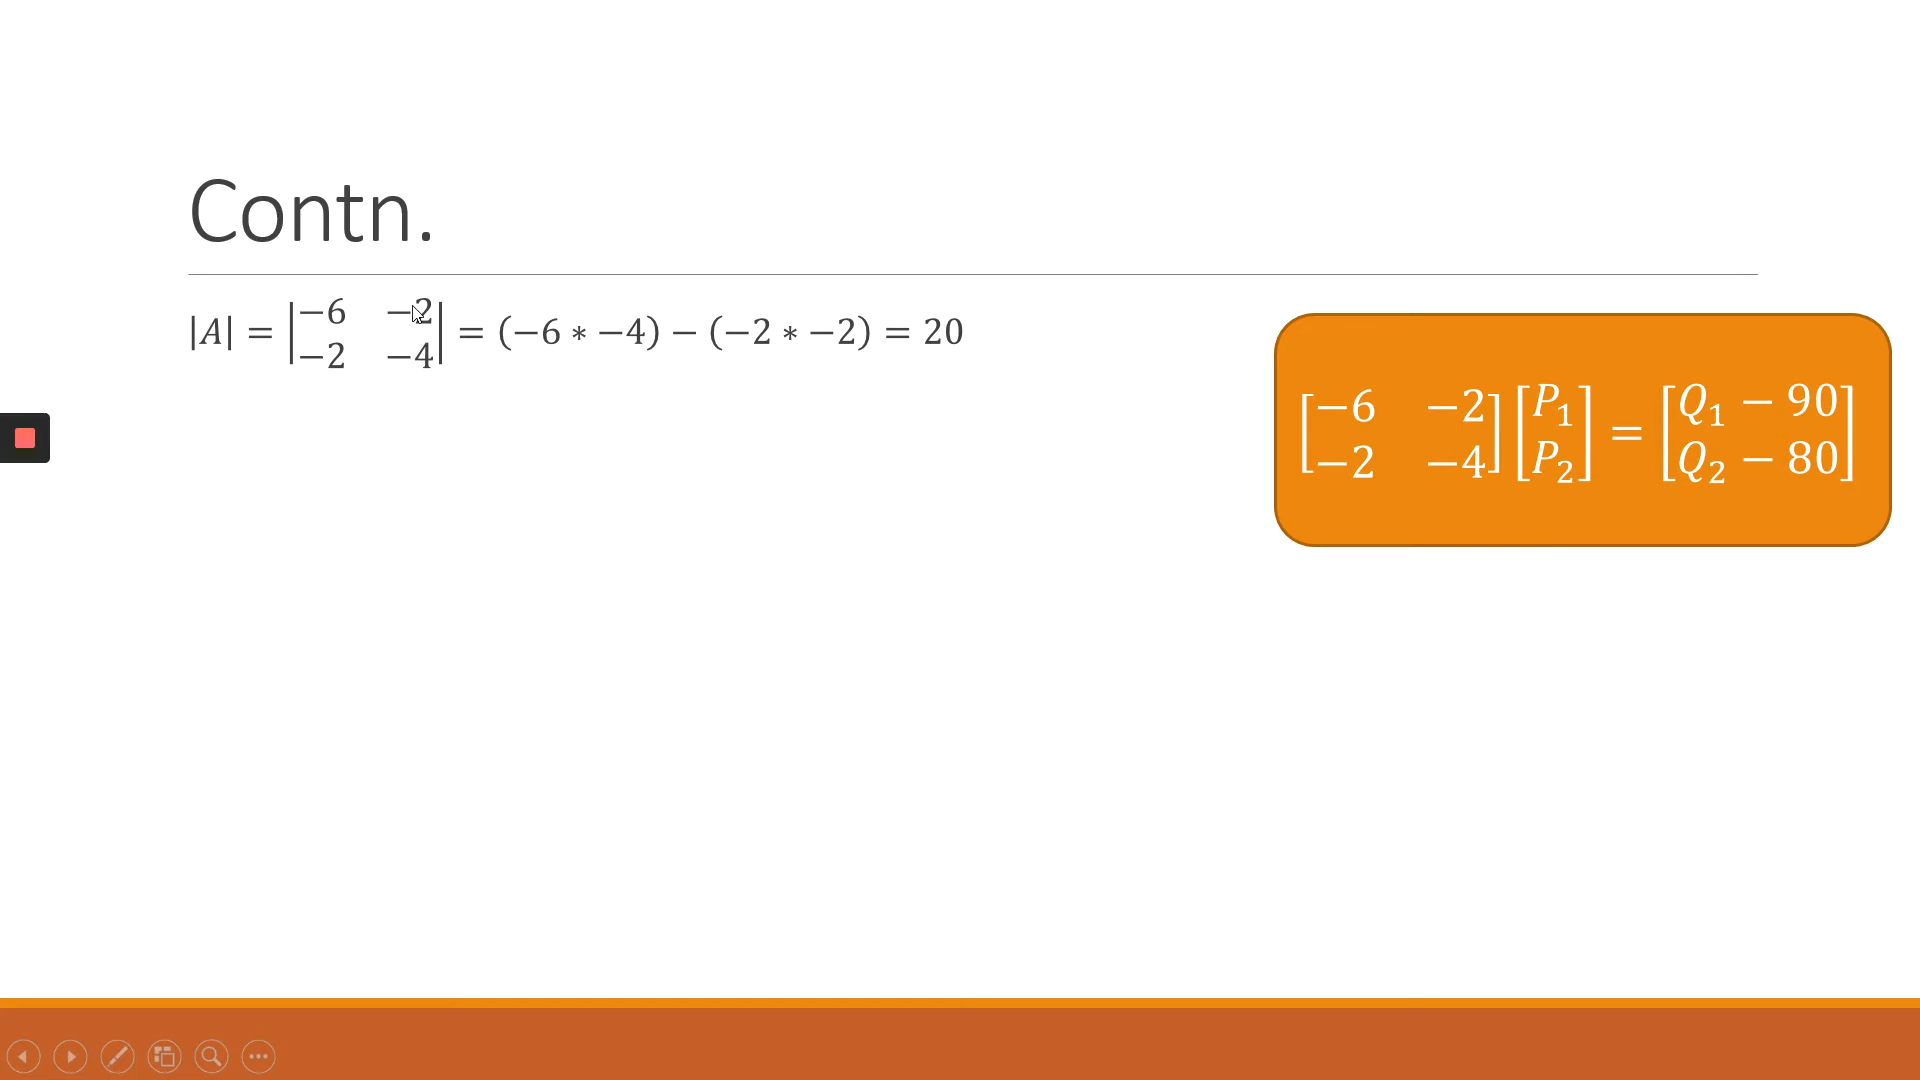 Contn.
|A| = |−6 −2|
|−2 −4| = (−6 ∗ −4) − (−2 ∗ −2) = 20
[−6 −2] [P₁] = [Q₁ − 90]
[−2 −4] [P₂] [Q₂ − 80]